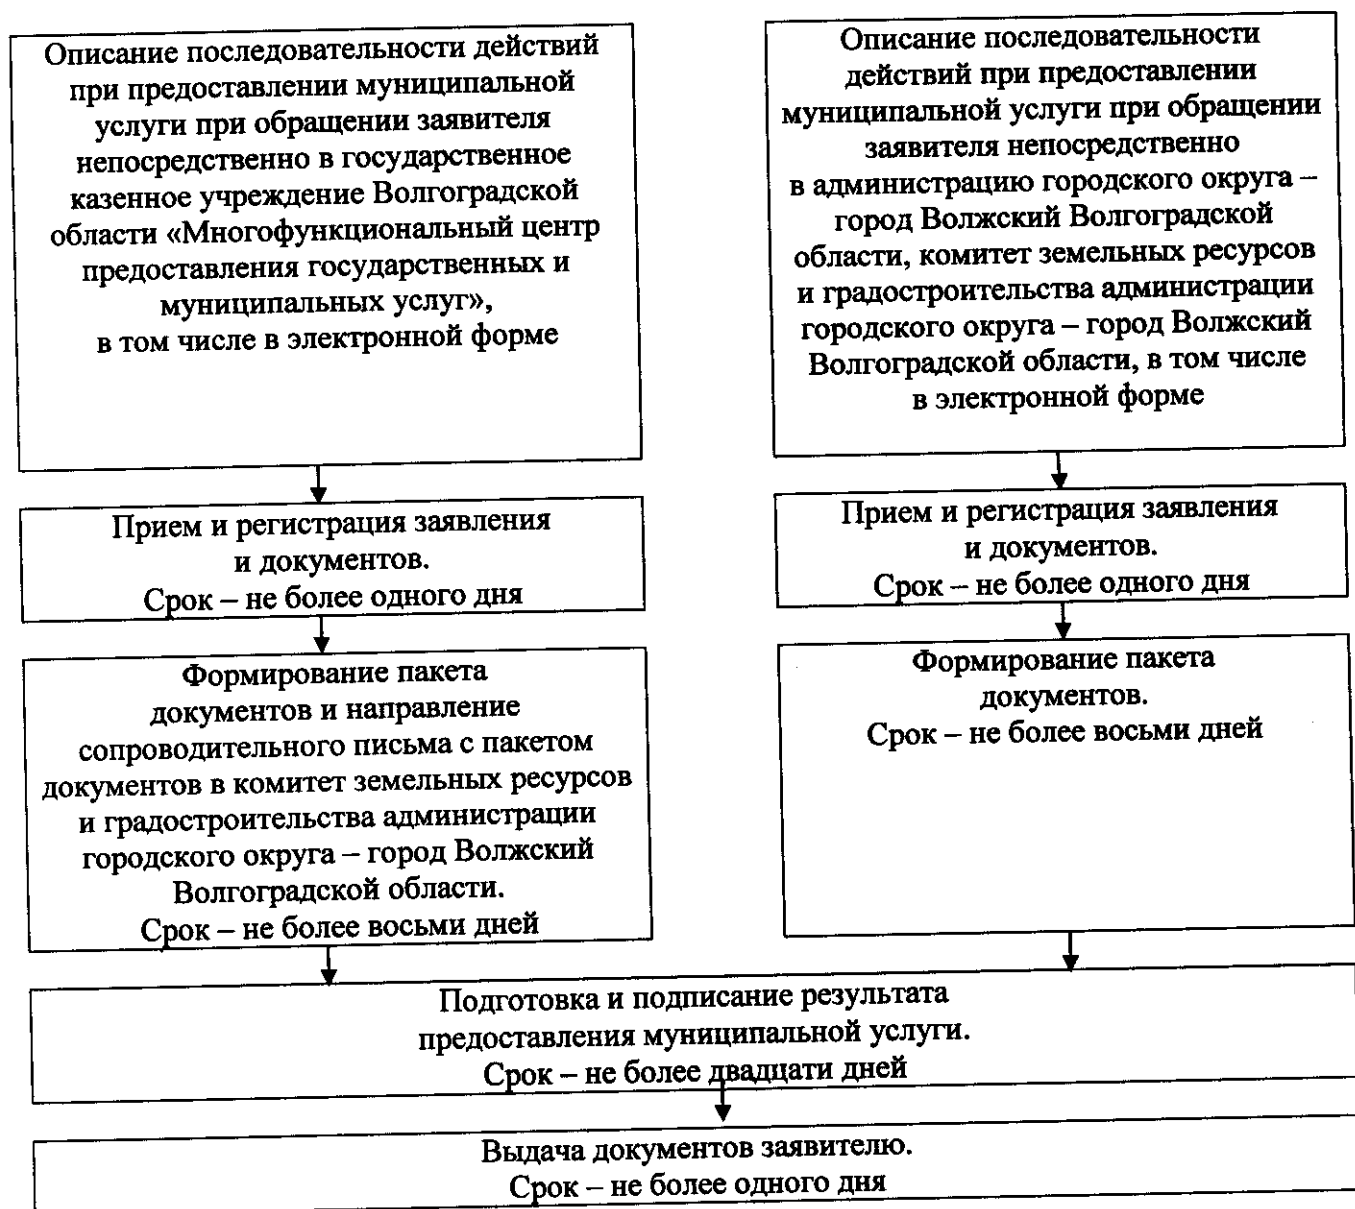 Описание последовательности действий
при предоставлении муниципальной
услуги при обращении заявителя
непосредственно в государственное
казенное учреждение Волгоградской
области «Многофункциональный центр
предоставления государственных и
муниципальных услуг»,
в том числе в электронной форме
Описание последовательности
действий при предоставлении
муниципальной услуги при обращении
заявителя непосредственно
в администрацию городского округа –
город Волжский Волгоградской
области, комитет земельных ресурсов
и градостроительства администрации
городского округа – город Волжский
Волгоградской области, в том числе
в электронной форме
Прием и регистрация заявления
и документов.
Срок – не более одного дня
Прием и регистрация заявления
и документов.
Срок – не более одного дня
Формирование пакета
документов и направление
сопроводительного письма с пакетом
документов в комитет земельных ресурсов
и градостроительства администрации
городского округа – город Волжский
Волгоградской области.
Срок – не более восьми дней
Формирование пакета
документов.
Срок – не более восьми дней
Подготовка и подписание результата
предоставления муниципальной услуги.
Срок – не более двадцати дней
Выдача документов заявителю.
Срок – не более одного дня